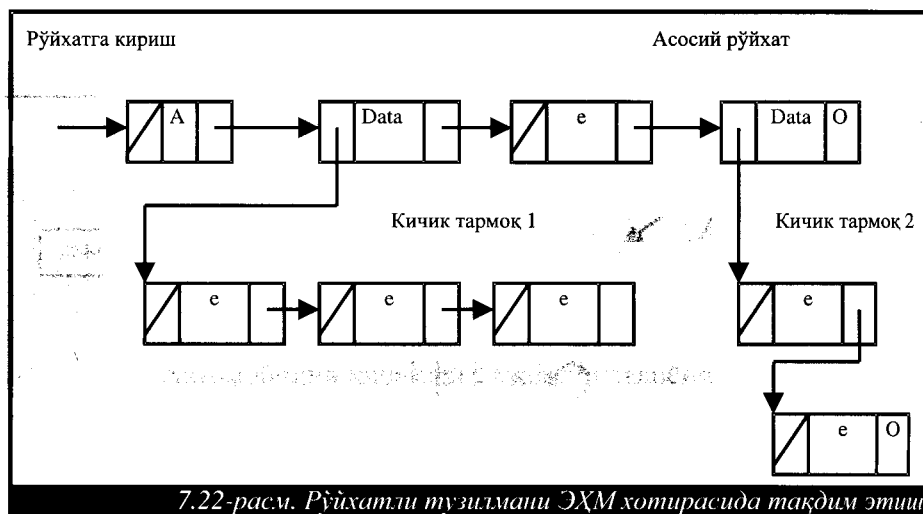 Рўйхатга кириш Асосий рўйхат
A Data e Data O
Кичик тармоқ 1 Кичик тармоқ 2
e e e e
e O
7.22-расм. Рўйхатли тузилмани ЭҲМ хотирасида тақдим этиш